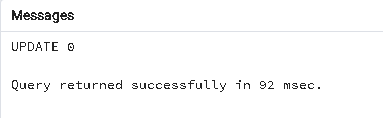 Messages
UPDATE 0
Query returned successfully in 92 msec.